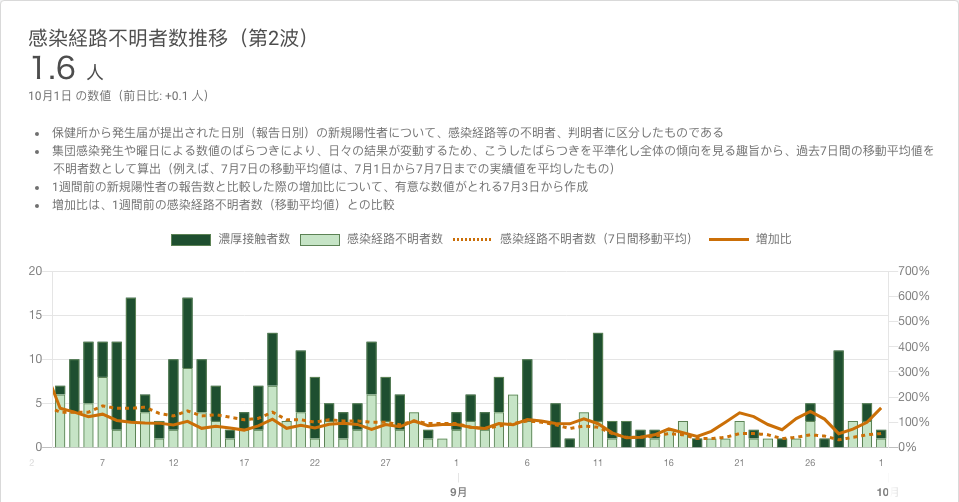 感染経路不明者数推移（第2波）
1.6 人
10月1日 の数値（前日比: +0.1 人）
• 保健所から発生届が提出された日別（報告日別）の新規陽性者について、感染経路等の不明者、判明者に区分したものである
• 集団感染発生や曜日による数値のばらつきにより、日々の結果が変動するため、こうしたばらつきを平準化し全体の傾向を見る趣旨から、過去7日間の移動平均値を
不明者数として算出（例えば、7月7日の移動平均値は、7月1日から7月7日までの実績値を平均したもの）
• 1週間前の新規陽性者の報告数と比較した際の増加比について、有意な数値がとれる7月3日から作成
• 増加比は、1週間前の感染経路不明者数（移動平均値）との比較
濃厚接触者数 感染経路不明者数 感染経路不明者数（7日間移動平均） 増加比
20 700%
600%
15
500%
400%
10
300%
5 200%
100%
0 0%
2 7 12 17 22 27 1 6 11 16 21 26 1
9月 10月